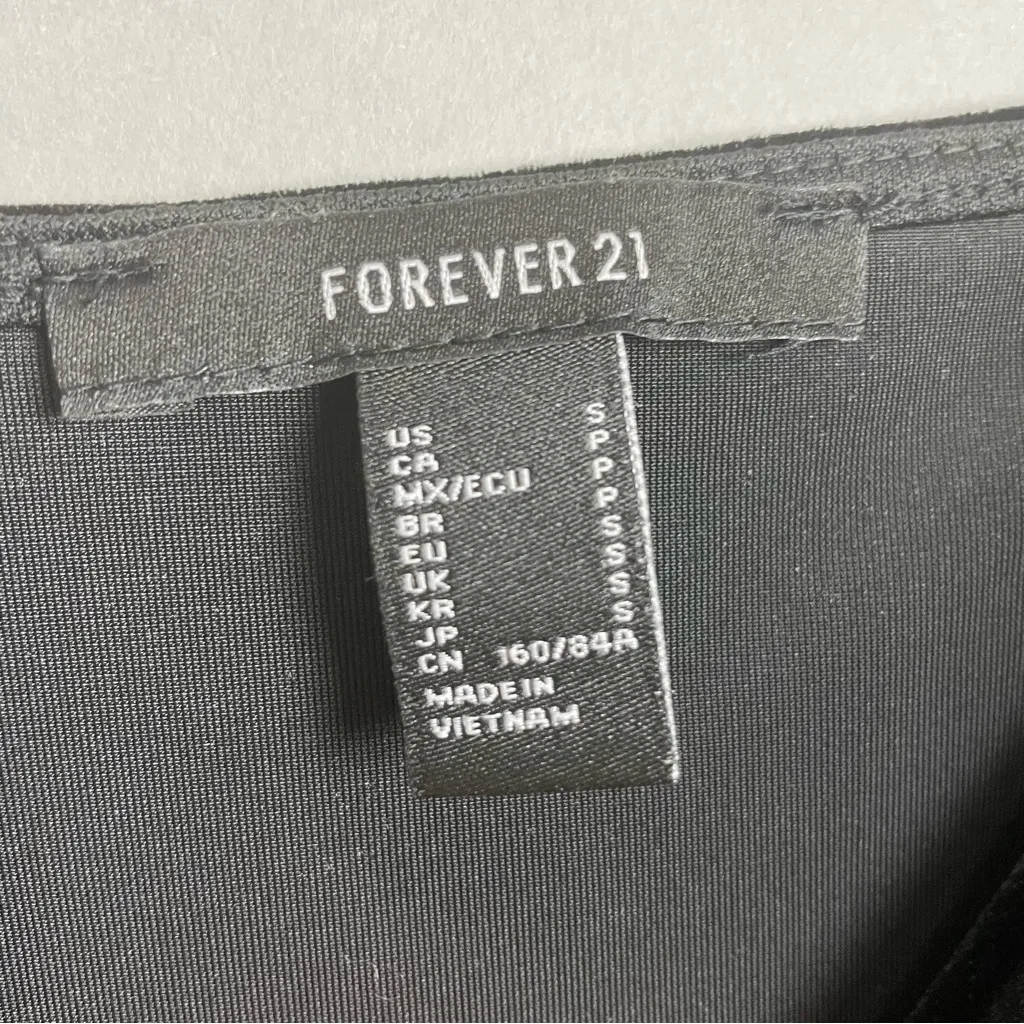 FOREVER 21
US S
CA P
MX/ECU P
BR P
EU S
UK S
KR S
JP S
CN 160/84A
MADE IN
VIETNAM